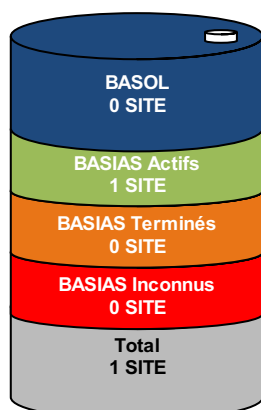 BASOL
0 SITE
BASIAS Actifs
1 SITE
BASIAS Terminés
0 SITE
BASIAS Inconnus
0 SITE
Total
1 SITE